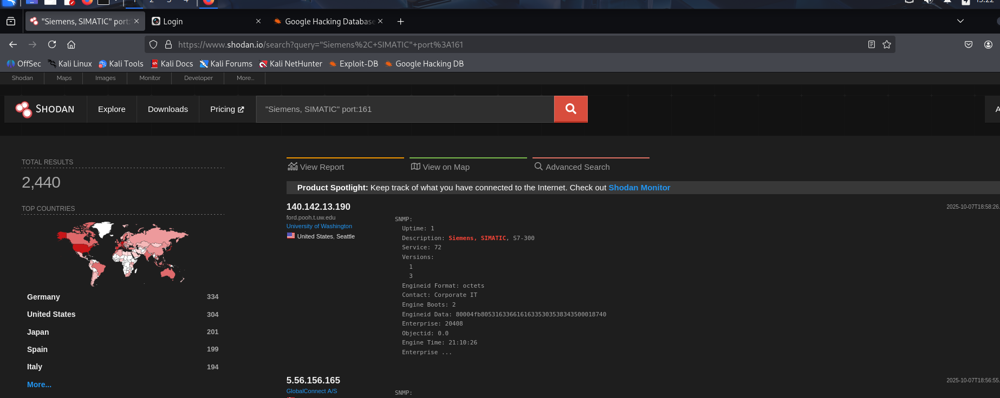 1 2 3 4
15:22
"Siemens, SIMATIC" port:
Login
Google Hacking Database
https://www.shodan.io/search?query="Siemens%2C+SIMATIC"+port%3A161
OffSec Kali Linux Kali Tools Kali Docs Kali Forums Kali NetHunter Exploit-DB Google Hacking DB
Shodan Maps Images Monitor Developer More...
SHODAN Explore Downloads Pricing "Siemens, SIMATIC" port:161 A
TOTAL RESULTS
2,440
TOP COUNTRIES
Germany 334
United States 304
Japan 201
Spain 199
Italy 194
More...
View Report View on Map Advanced Search
Product Spotlight: Keep track of what you have connected to the Internet. Check out Shodan Monitor
140.142.13.190
2025-10-07T18:58:26.
ford.pooh.t.uw.edu
University of Washington
United States, Seattle
SNMP:
Uptime: 1
Description: Siemens, SIMATIC, S7-300
Service: 72
Versions:
1
3
Engineid Format: octets
Contact: Corporate IT
Engine Boots: 2
Engineid Data: 80004fb805316336616163353035383435000187​40
Enterprise: 20408
Objectid: 0.0
Engine Time: 21:10:26
Enterprise ...
5.56.156.165
2025-10-07T18:56:55.
GlobalConnect A/S
SNMP: